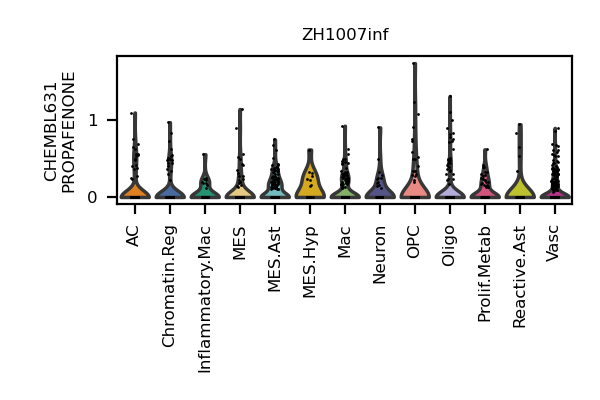 ZH1007inf
CHEMBL631
PROPAFENONE
1
0
AC
Chromatin.Reg
Inflammatory.Mac
MES
MES.Ast
MES.Hyp
Mac
Neuron
OPC
Oligo
Prolif.Metab
Reactive.Ast
Vasc